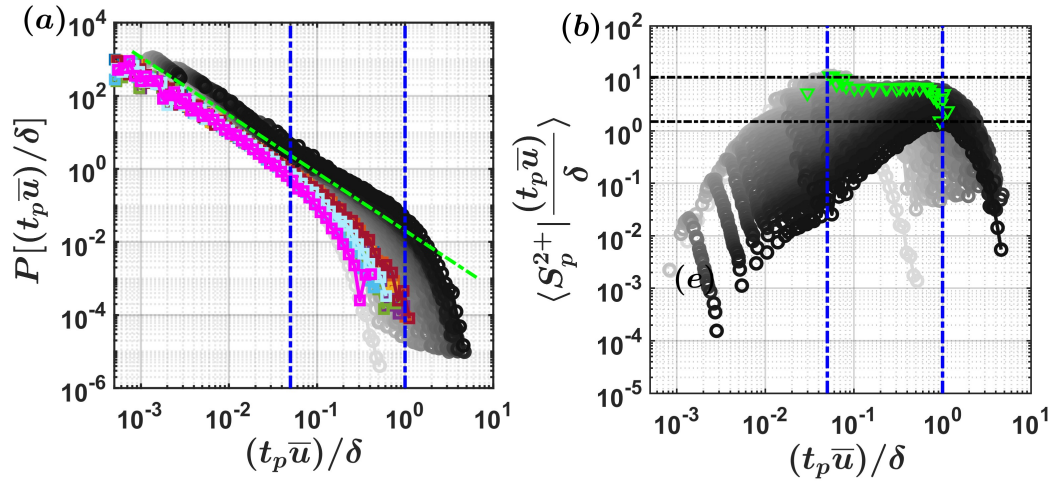 (a)
10^4
10^2
10^0
10^-2
10^-4
10^-6
P[(t_p u̅)/δ]
10^-3 10^-2 10^-1 10^0 10^1
(t_p u̅)/δ
(b)
10^2
10^1
10^0
10^-1
10^-2
10^-3
10^-4
10^-5
⟨S_p^{2+}|(t_p u̅)/δ⟩
(e)
10^-3 10^-2 10^-1 10^0 10^1
(t_p u̅)/δ